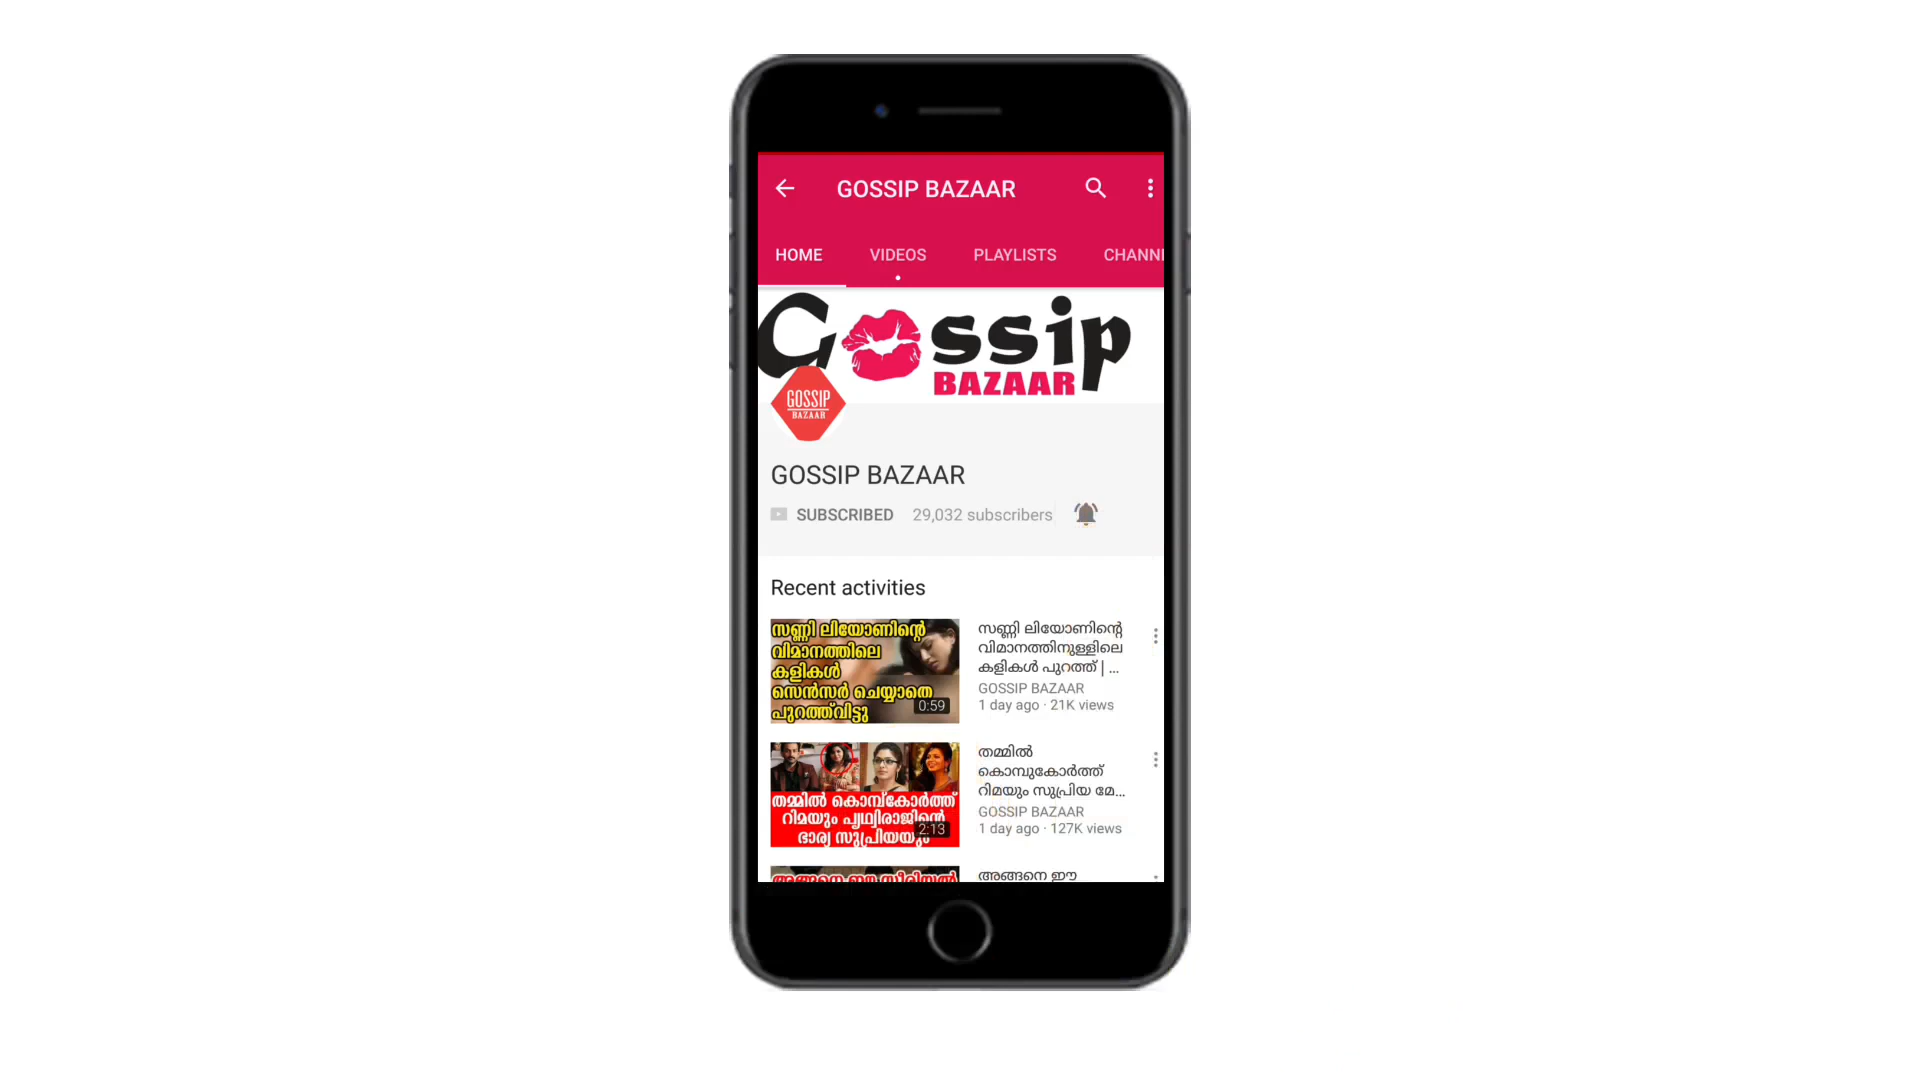 GOSSIP BAZAAR
HOME VIDEOS PLAYLISTS CHANNI
Gossip
BAZAAR
GOSSIP
BAZAAR
GOSSIP BAZAAR
SUBSCRIBED 29,032 subscribers
Recent activities
സണ്ണി ലിയോണിന്റെ
വിമാനത്തിലെ
കളികൾ
സെൻസർ ചെയ്യാതെ
പുറത്ത്‌വിട്ടു
0:59
സണ്ണി ലിയോണിന്റെ
വിമാനത്തിനുള്ളിലെ
കളികൾ പുറത്ത് | ...
GOSSIP BAZAAR
1 day ago · 21K views
തമ്മിൽ കൊമ്പ്കോർത്ത്
റിമയും പൃഥ്വിരാജിന്റെ
ഭാര്യ സുപ്രിയയും
2:13
തമ്മിൽ
കൊമ്പുകോർത്ത്
റിമയും സുപ്രിയ മേ...
GOSSIP BAZAAR
1 day ago · 127K views
അങ്ങനെ ഈ